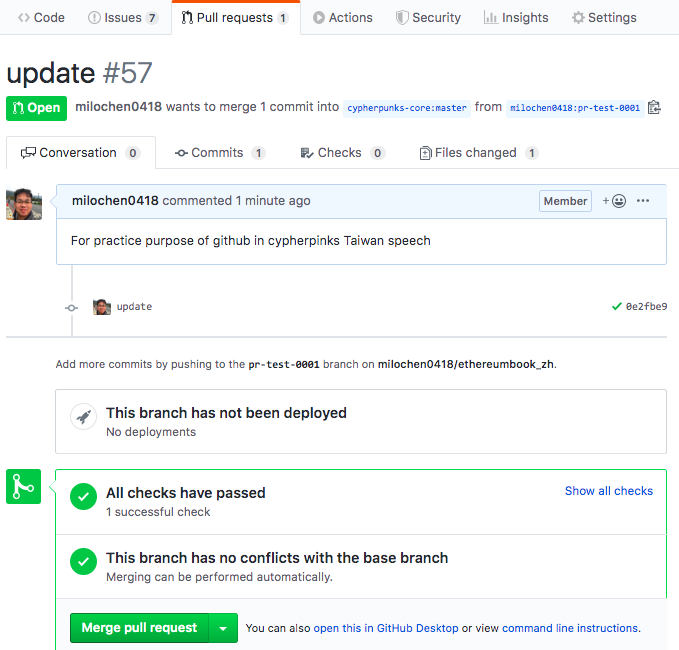 Code Issues 7 Pull requests 1 Actions Security Insights Settings
update #57
Open milochen0418 wants to merge 1 commit into cypherpunks-core:master from milochen0418:pr-test-0001
Conversation 0 Commits 1 Checks 0 Files changed 1
milochen0418 commented 1 minute ago Member + ...
For practice purpose of github in cypherpinks Taiwan speech
update 0e2fbe9
Add more commits by pushing to the pr-test-0001 branch on milochen0418/ethereumbook_zh.
This branch has not been deployed
No deployments
All checks have passed Show all checks
1 successful check
This branch has no conflicts with the base branch
Merging can be performed automatically.
Merge pull request You can also open this in GitHub Desktop or view command line instructions.